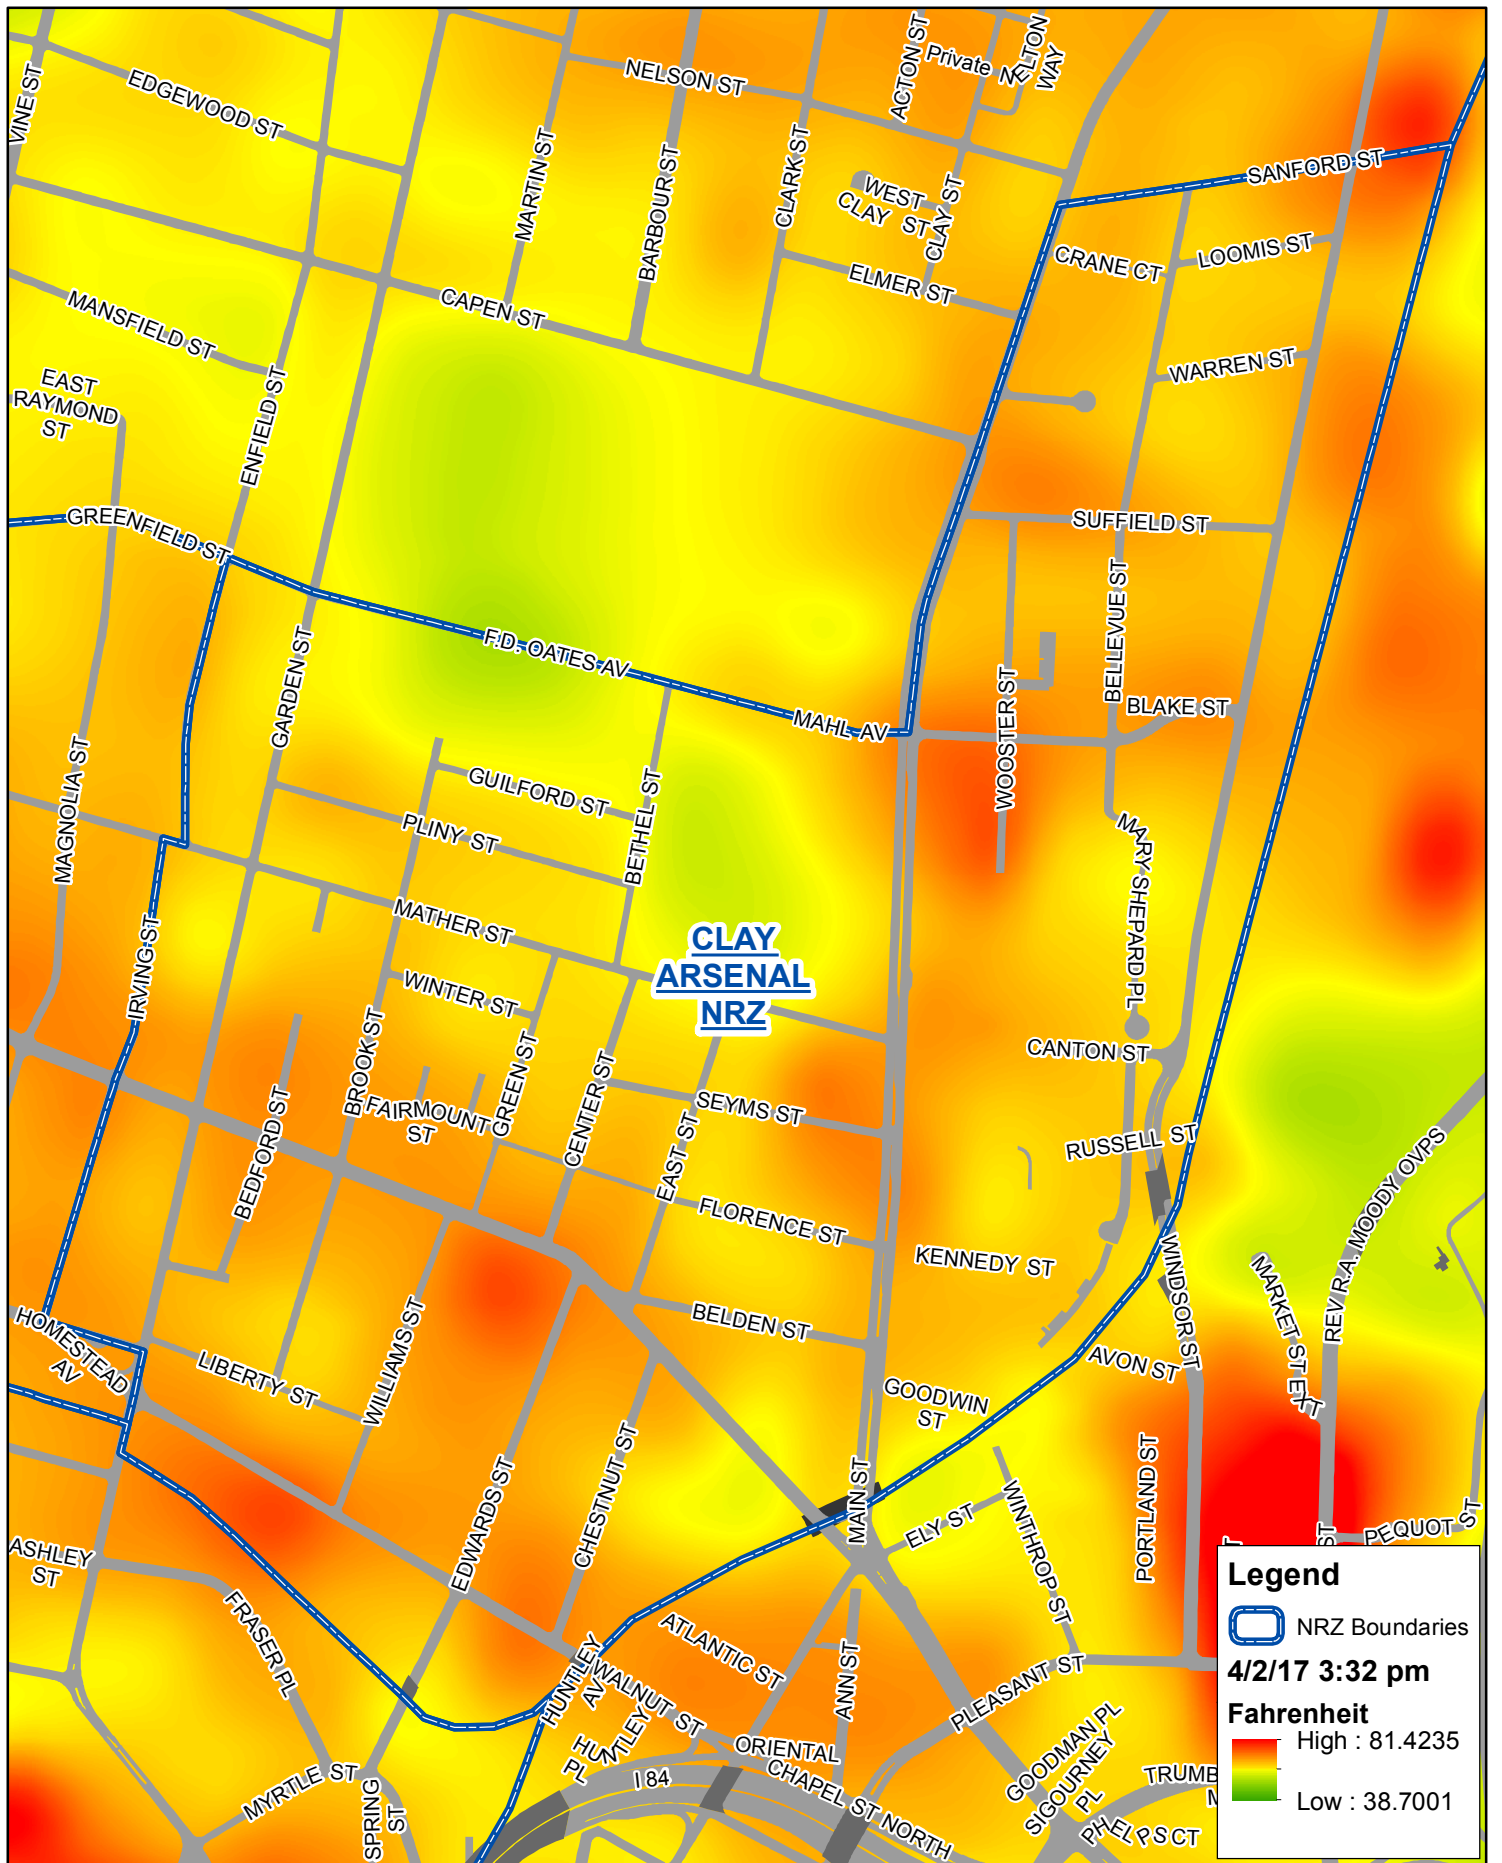 NELSON ST
ACTON ST
Private
NELTON
WAY
VINE ST
EDGEWOOD ST
MARTIN ST
BARBOUR ST
CLARK ST
WEST
CLAY ST
CLAY ST
SANFORD ST
CRANE CT
LOOMIS ST
ELMER ST
MANSFIELD ST
CAPEN ST
WARREN ST
EAST
RAYMOND
ST
ENFIELD ST
GREENFIELD ST
SUFFIELD ST
F.D. OATES AV
GARDEN ST
BELLEVUE ST
WOOSTER ST
MAHL AV
BLAKE ST
MAGNOLIA ST
GUILFORD ST
PLINY ST
BETHEL ST
MARY SHEPARD PL
MATHER ST
CLAY
ARSENAL
NRZ
IRVING ST
WINTER ST
BROOK ST
GREEN ST
CENTER ST
CANTON ST
BEDFORD ST
FAIRMOUNT
ST
SEYMS ST
EAST ST
RUSSELL ST
FLORENCE ST
KENNEDY ST
WINDSOR ST
MARKET ST EXT
REV R.A. MOODY OVPS
HOMESTEAD
AV
LIBERTY ST
WILLIAMS ST
BELDEN ST
AVON ST
GOODWIN
ST
CHESTNUT ST
EDWARDS ST
MAIN ST
ELY ST
WINTHROP ST
PORTLAND ST
PEQUOT ST
ST
T
ASHLEY
ST
FRASER PL
ATLANTIC ST
ANN ST
HUNTLEY
AV
WALNUT ST
PLEASANT ST
HUNTLEY
PL
ORIENTAL
I 84
CHAPEL ST NORTH
GOODMAN PL
SIGOURNEY
PL
TRUMB
PHELPS CT
MYRTLE ST
SPRING
ST
Legend
NRZ Boundaries
4/2/17 3:32 pm
Fahrenheit
High : 81.4235
Low : 38.7001